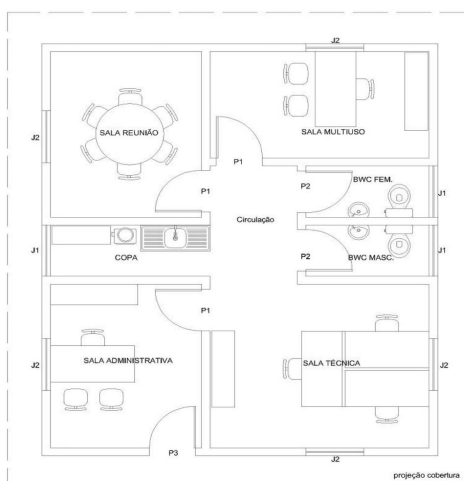 J2
J2
SALA REUNIÃO
SALA MULTIUSO
P1
BWC FEM.
P1
P2
J1
Circulação
J1
COPA
P2
BWC MASC.
J1
P1
J2
SALA ADMINISTRATIVA
SALA TÉCNICA
J2
P3
J2
projeção cobertura